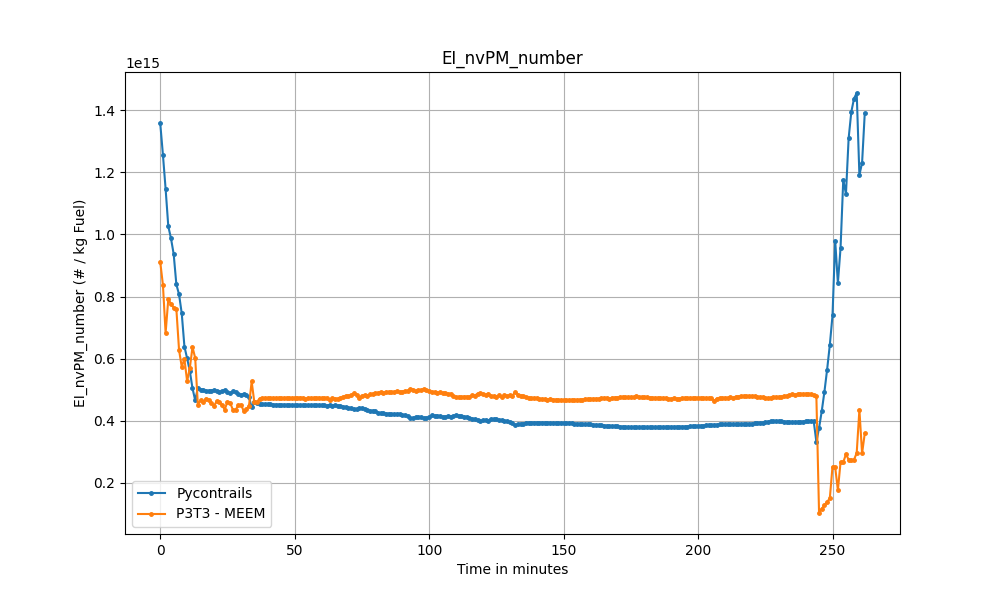 EI_nvPM_number
1e15
1.4
1.2
1.0
0.8
0.6
0.4
0.2
EI_nvPM_number (# / kg Fuel)
Pycontrails
P3T3 - MEEM
0 50 100 150 200 250
Time in minutes